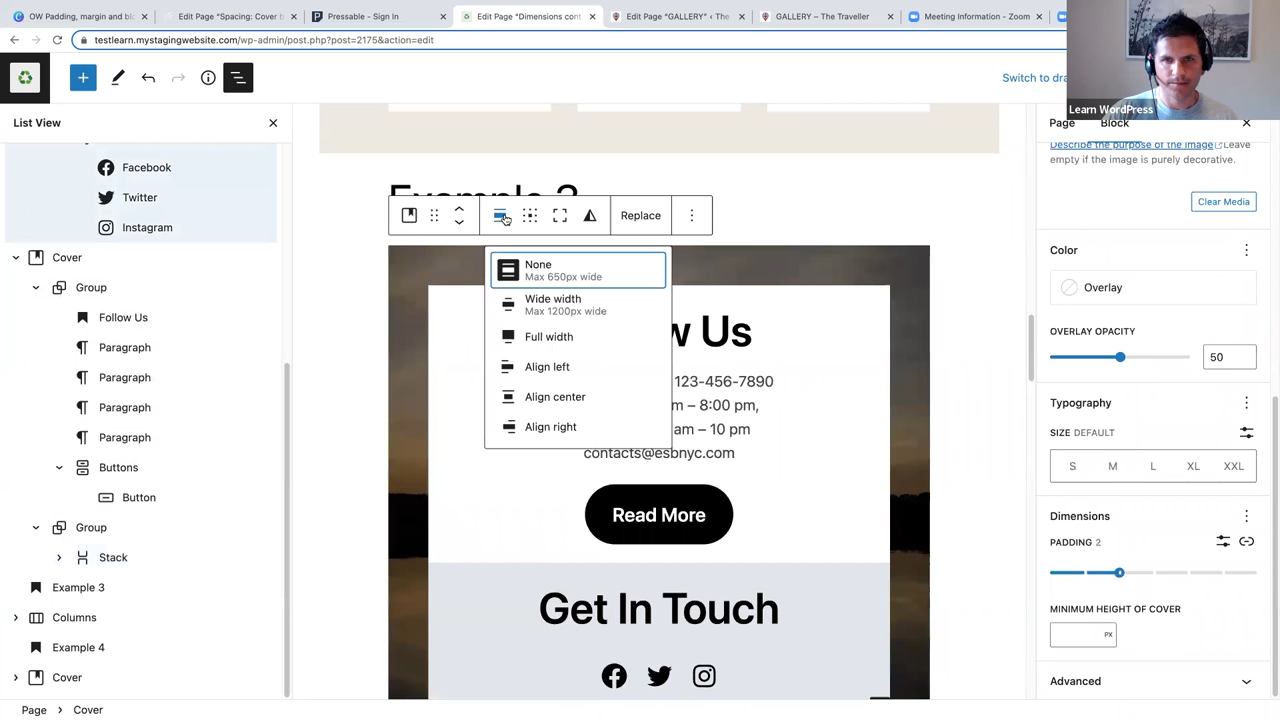 OW Padding, margin and blo
Edit Page "Spacing: Cover b
Pressable - Sign In
Edit Page "Dimensions cont
Edit Page "GALLERY" ‹ The T
GALLERY – The Traveller
Meeting Information - Zoom
testlearn.mystagingwebsite.com/wp-admin/post.php?post=2175&action=edit
Switch to dra
Learn WordPress
List View
Facebook
Twitter
Instagram
Cover
Group
Follow Us
Paragraph
Paragraph
Paragraph
Paragraph
Buttons
Button
Group
Stack
Example 3
Columns
Example 4
Cover
Page
Cover
Replace
None
Max 650px wide
Wide width
Max 1200px wide
Full width
Align left
Align center
Align right
w Us
123-456-7890
m – 8:00 pm,
am – 10 pm
contacts@esbnyc.com
Read More
Get In Touch
Page
Block
Describe the purpose of the image Leave
empty if the image is purely decorative.
Clear Media
Color
Overlay
OVERLAY OPACITY
50
Typography
SIZE DEFAULT
S M L XL XXL
Dimensions
PADDING 2
MINIMUM HEIGHT OF COVER
PX
Advanced